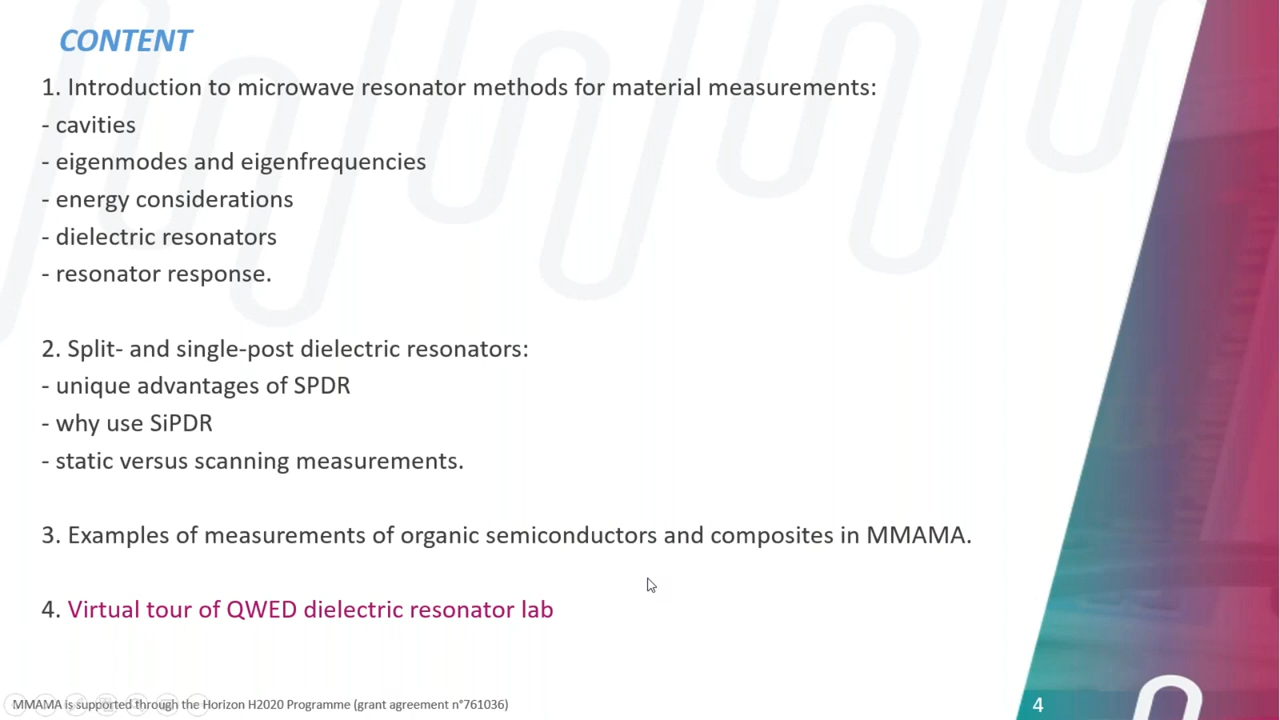 CONTENT
1. Introduction to microwave resonator methods for material measurements:
- cavities
- eigenmodes and eigenfrequencies
- energy considerations
- dielectric resonators
- resonator response.
2. Split- and single-post dielectric resonators:
- unique advantages of SPDR
- why use SiPDR
- static versus scanning measurements.
3. Examples of measurements of organic semiconductors and composites in MMAMA.
4. Virtual tour of QWED dielectric resonator lab
MMAMA is supported through the Horizon H2020 Programme (grant agreement n°761036)
4